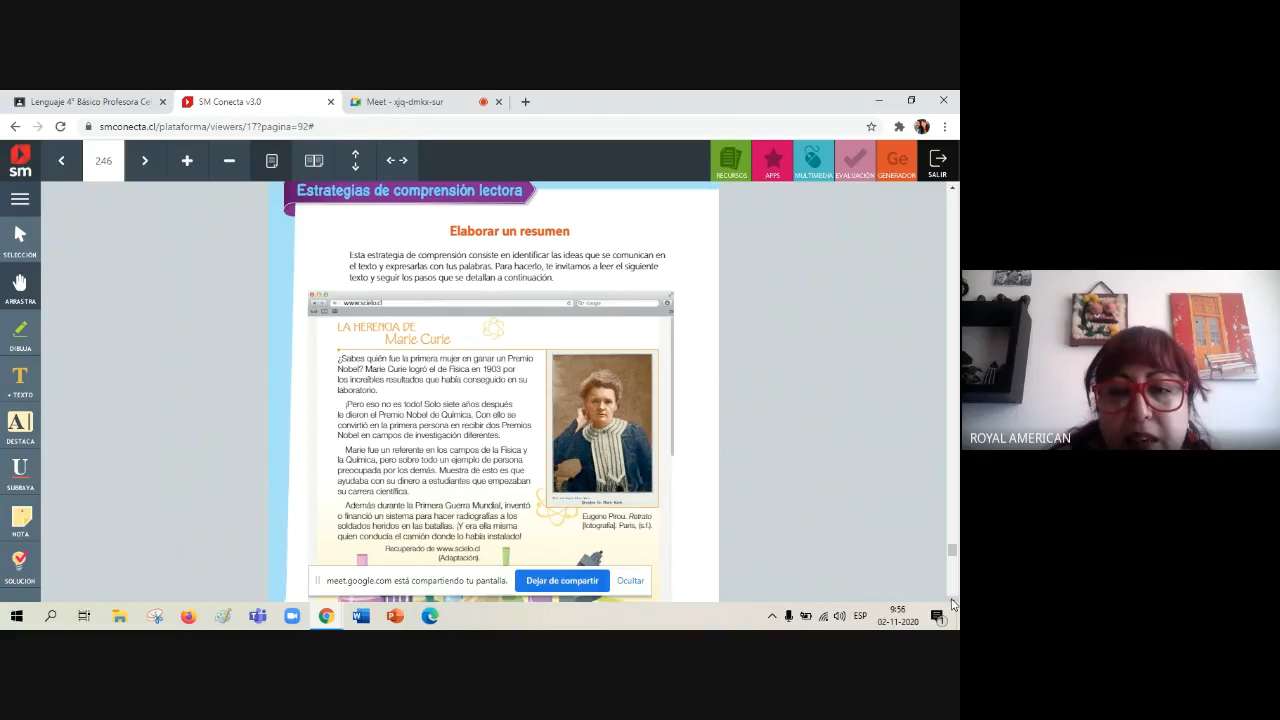 Lenguaje 4° Básico Profesora Ce
SM Conecta v3.0
Meet - xjq-dmkx-sur
smconecta.cl/plataforma/viewers/17?pagina=92#
sm
246
RECURSOS
APPS
MULTIMEDIA
EVALUACIÓN
Ge
GENERADOR
SALIR
SELECCIÓN
ARRASTRA
DIBUJA
T
+ TEXTO
A
DESTACA
U
SUBRAYA
NOTA
SOLUCIÓN
Estrategias de comprensión lectora
Elaborar un resumen
Esta estrategia de comprensión consiste en identificar las ideas que se comunican en
el texto y expresarlas con tus palabras. Para hacerlo, te invitamos a leer el siguiente
texto y seguir los pasos que se detallan a continuación.
www.scielo.cl
Google
LA HERENCIA DE
Marie Curie
¿Sabes quién fue la primera mujer en ganar un Premio
Nobel? Marie Curie logró el de Física en 1903 por
los increíbles resultados que había conseguido en su
laboratorio.
¡Pero eso no es todo! Solo siete años después
le dieron el Premio Nobel de Química. Con ello se
convirtió en la primera persona en recibir dos Premios
Nobel en campos de investigación diferentes.
Marie fue un referente en los campos de la Física y
la Química, pero sobre todo un ejemplo de persona
preocupada por los demás. Muestra de esto es que
ayudaba con su dinero a estudiantes que empezaban
su carrera científica.
Además durante la Primera Guerra Mundial, inventó
o financió un sistema para hacer radiografías a los
soldados heridos en las batallas. ¡Y era ella misma
quien conducía el camión donde lo había instalado!
Recuperado de www.scielo.cl
(Adaptación).
Eugene Pirou. Retrato
[fotografía]. París, (s.f.).
meet.google.com está compartiendo tu pantalla.
Dejar de compartir
Ocultar
ESP
9:56
02-11-2020
1
ROYAL AMERICAN